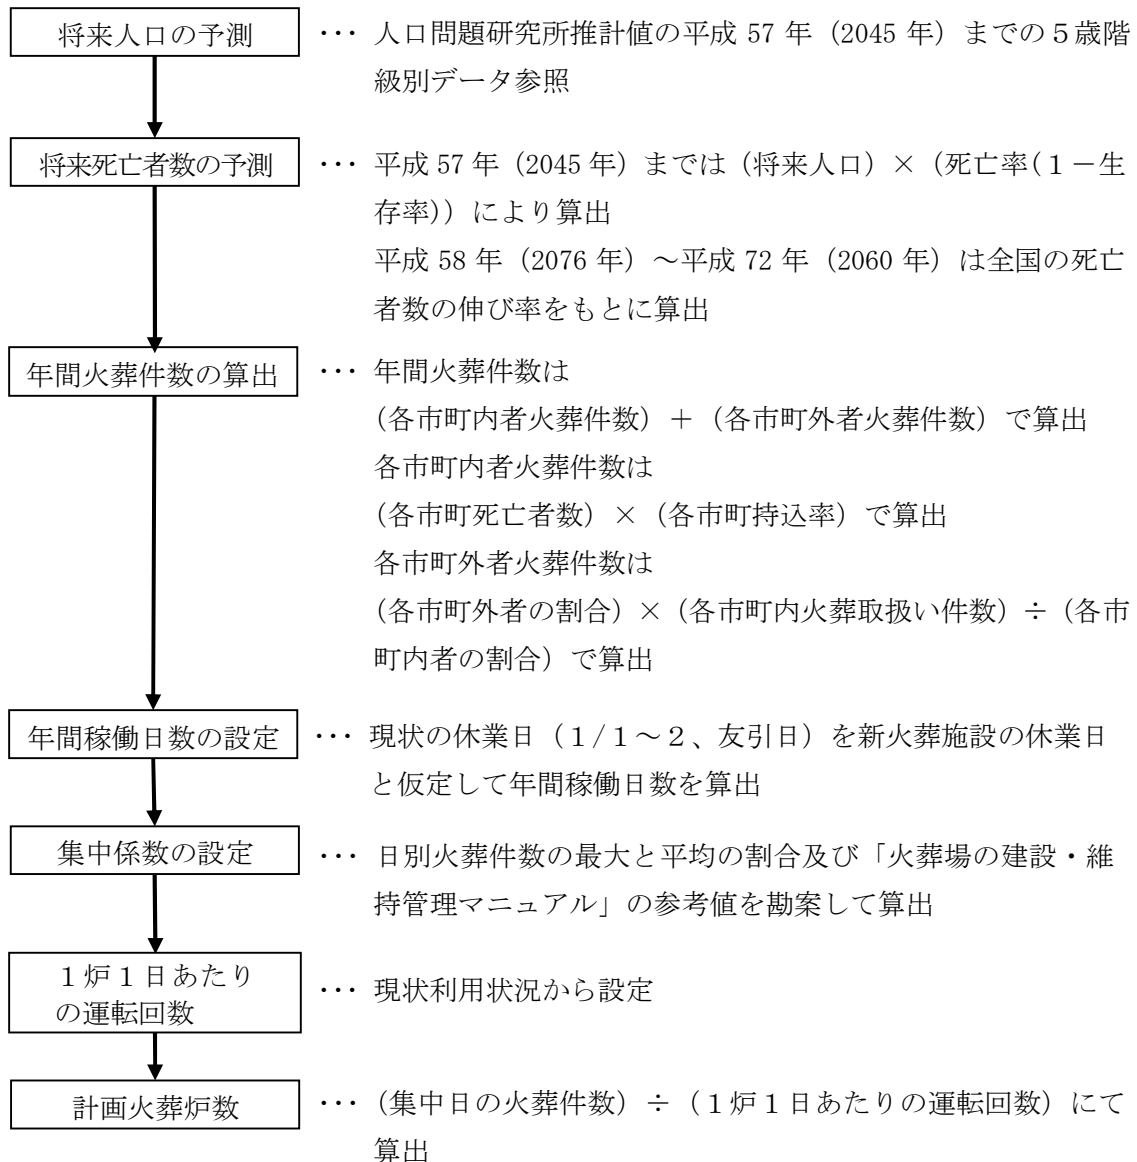 将来人口の予測 ･･･ 人口問題研究所推計値の平成 57 年（2045 年）までの５歳階
級別データ参照
将来死亡者数の予測 ･･･ 平成 57 年（2045 年）までは（将来人口）×（死亡率(１－生
存率)）により算出
平成 58 年（2076 年）～平成 72 年（2060 年）は全国の死亡
者数の伸び率をもとに算出
年間火葬件数の算出 ･･･ 年間火葬件数は
（各市町内者火葬件数）＋（各市町外者火葬件数）で算出
各市町内者火葬件数は
（各市町死亡者数）×（各市町持込率）で算出
各市町外者火葬件数は
（各市町外者の割合）×（各市町内火葬取扱い件数）÷（各市
町内者の割合）で算出
年間稼働日数の設定 ･･･ 現状の休業日（１/１～２、友引日）を新火葬施設の休業日
と仮定して年間稼働日数を算出
集中係数の設定 ･･･ 日別火葬件数の最大と平均の割合及び「火葬場の建設・維
持管理マニュアル」の参考値を勘案して算出
１炉１日あたり
の運転回数 ･･･ 現状利用状況から設定
計画火葬炉数 ･･･ （集中日の火葬件数）÷（１炉１日あたりの運転回数）にて
算出